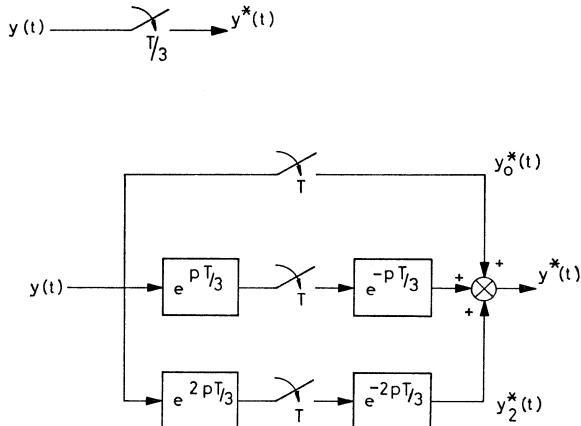 y(t) T/3 y*(t)
T y₀*(t)
y(t) e^pT/3 T e^-pT/3 + + y*(t)
+
e^2pT/3 T e^-2pT/3 y₂*(t)